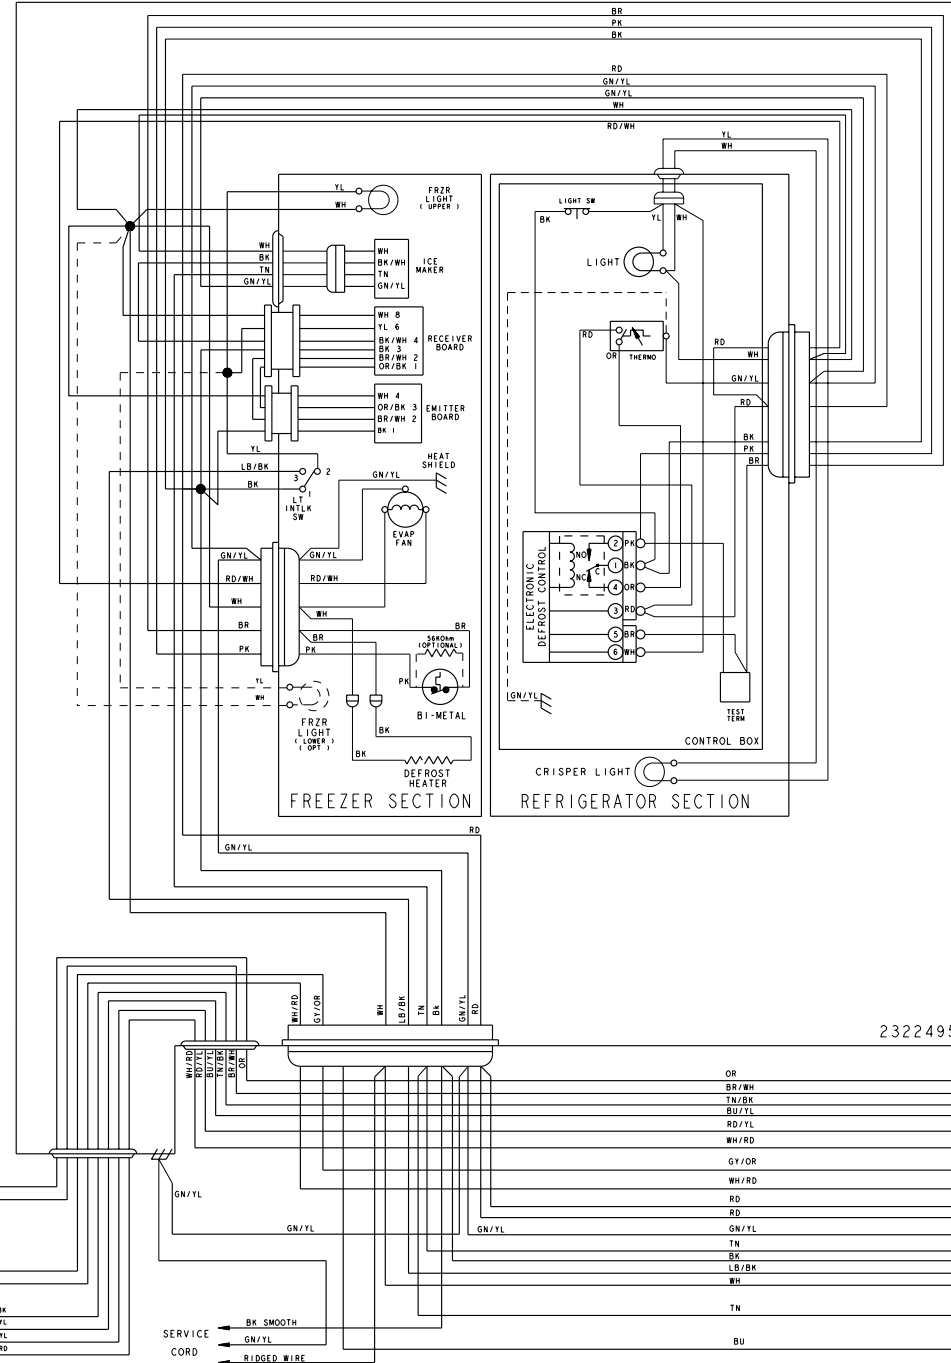 BR
PK
BK
RD
GN/YL
GN/YL
WH
RD/WH
YL
WH
YL
WH
FRZR
LIGHT
( UPPER )
LIGHT SW
BK
YL
WH
LIGHT
WH
BK
TN
GN/YL
WH
BK/WH
TN
GN/YL
ICE
MAKER
WH 8
YL 6
BK/WH 4
BK 3
BR/WH 2
OR/BK 1
RECEIVER
BOARD
RD
OR
THERMO
RD
WH
GN/YL
RD
BK
PK
BR
WH 4
OR/BK 3
BR/WH 2
BK 1
EMITTER
BOARD
YL
LB/BK
BK
3
2
1
LT
INTLK
SW
GN/YL
HEAT
SHIELD
EVAP
FAN
GN/YL
RD/WH
WH
BR
PK
GN/YL
RD/WH
WH
BR
BR
PK
56KOhm
(OPTIONAL)
PK
BI-METAL
YL
WH
FRZR
LIGHT
( LOWER )
( OPT )
BK
BK
DEFROST
HEATER
FREEZER SECTION
ELECTRONIC
DEFROST CONTROL
NO
NC
C
2 PK
1 BK
4 OR
3 RD
5 BR
6 WH
GN/YL
TEST
TERM
CONTROL BOX
CRISPER LIGHT
REFRIGERATOR SECTION
RD
GN/YL
WH/RD
GY/OR
WH
LB/BK
TN
Bk
GN/YL
RD
2322495
WH/RD
RD/YL
BU/YL
TN/BK
BR/WH
OR
OR
BR/WH
TN/BK
BU/YL
RD/YL
WH/RD
GY/OR
WH/RD
RD
RD
GN/YL
TN
BK
LB/BK
WH
TN
BU
GN/YL
GN/YL
GN/YL
BK
YL
YL
RD
SERVICE
CORD
BK SMOOTH
GN/YL
RIDGED WIRE